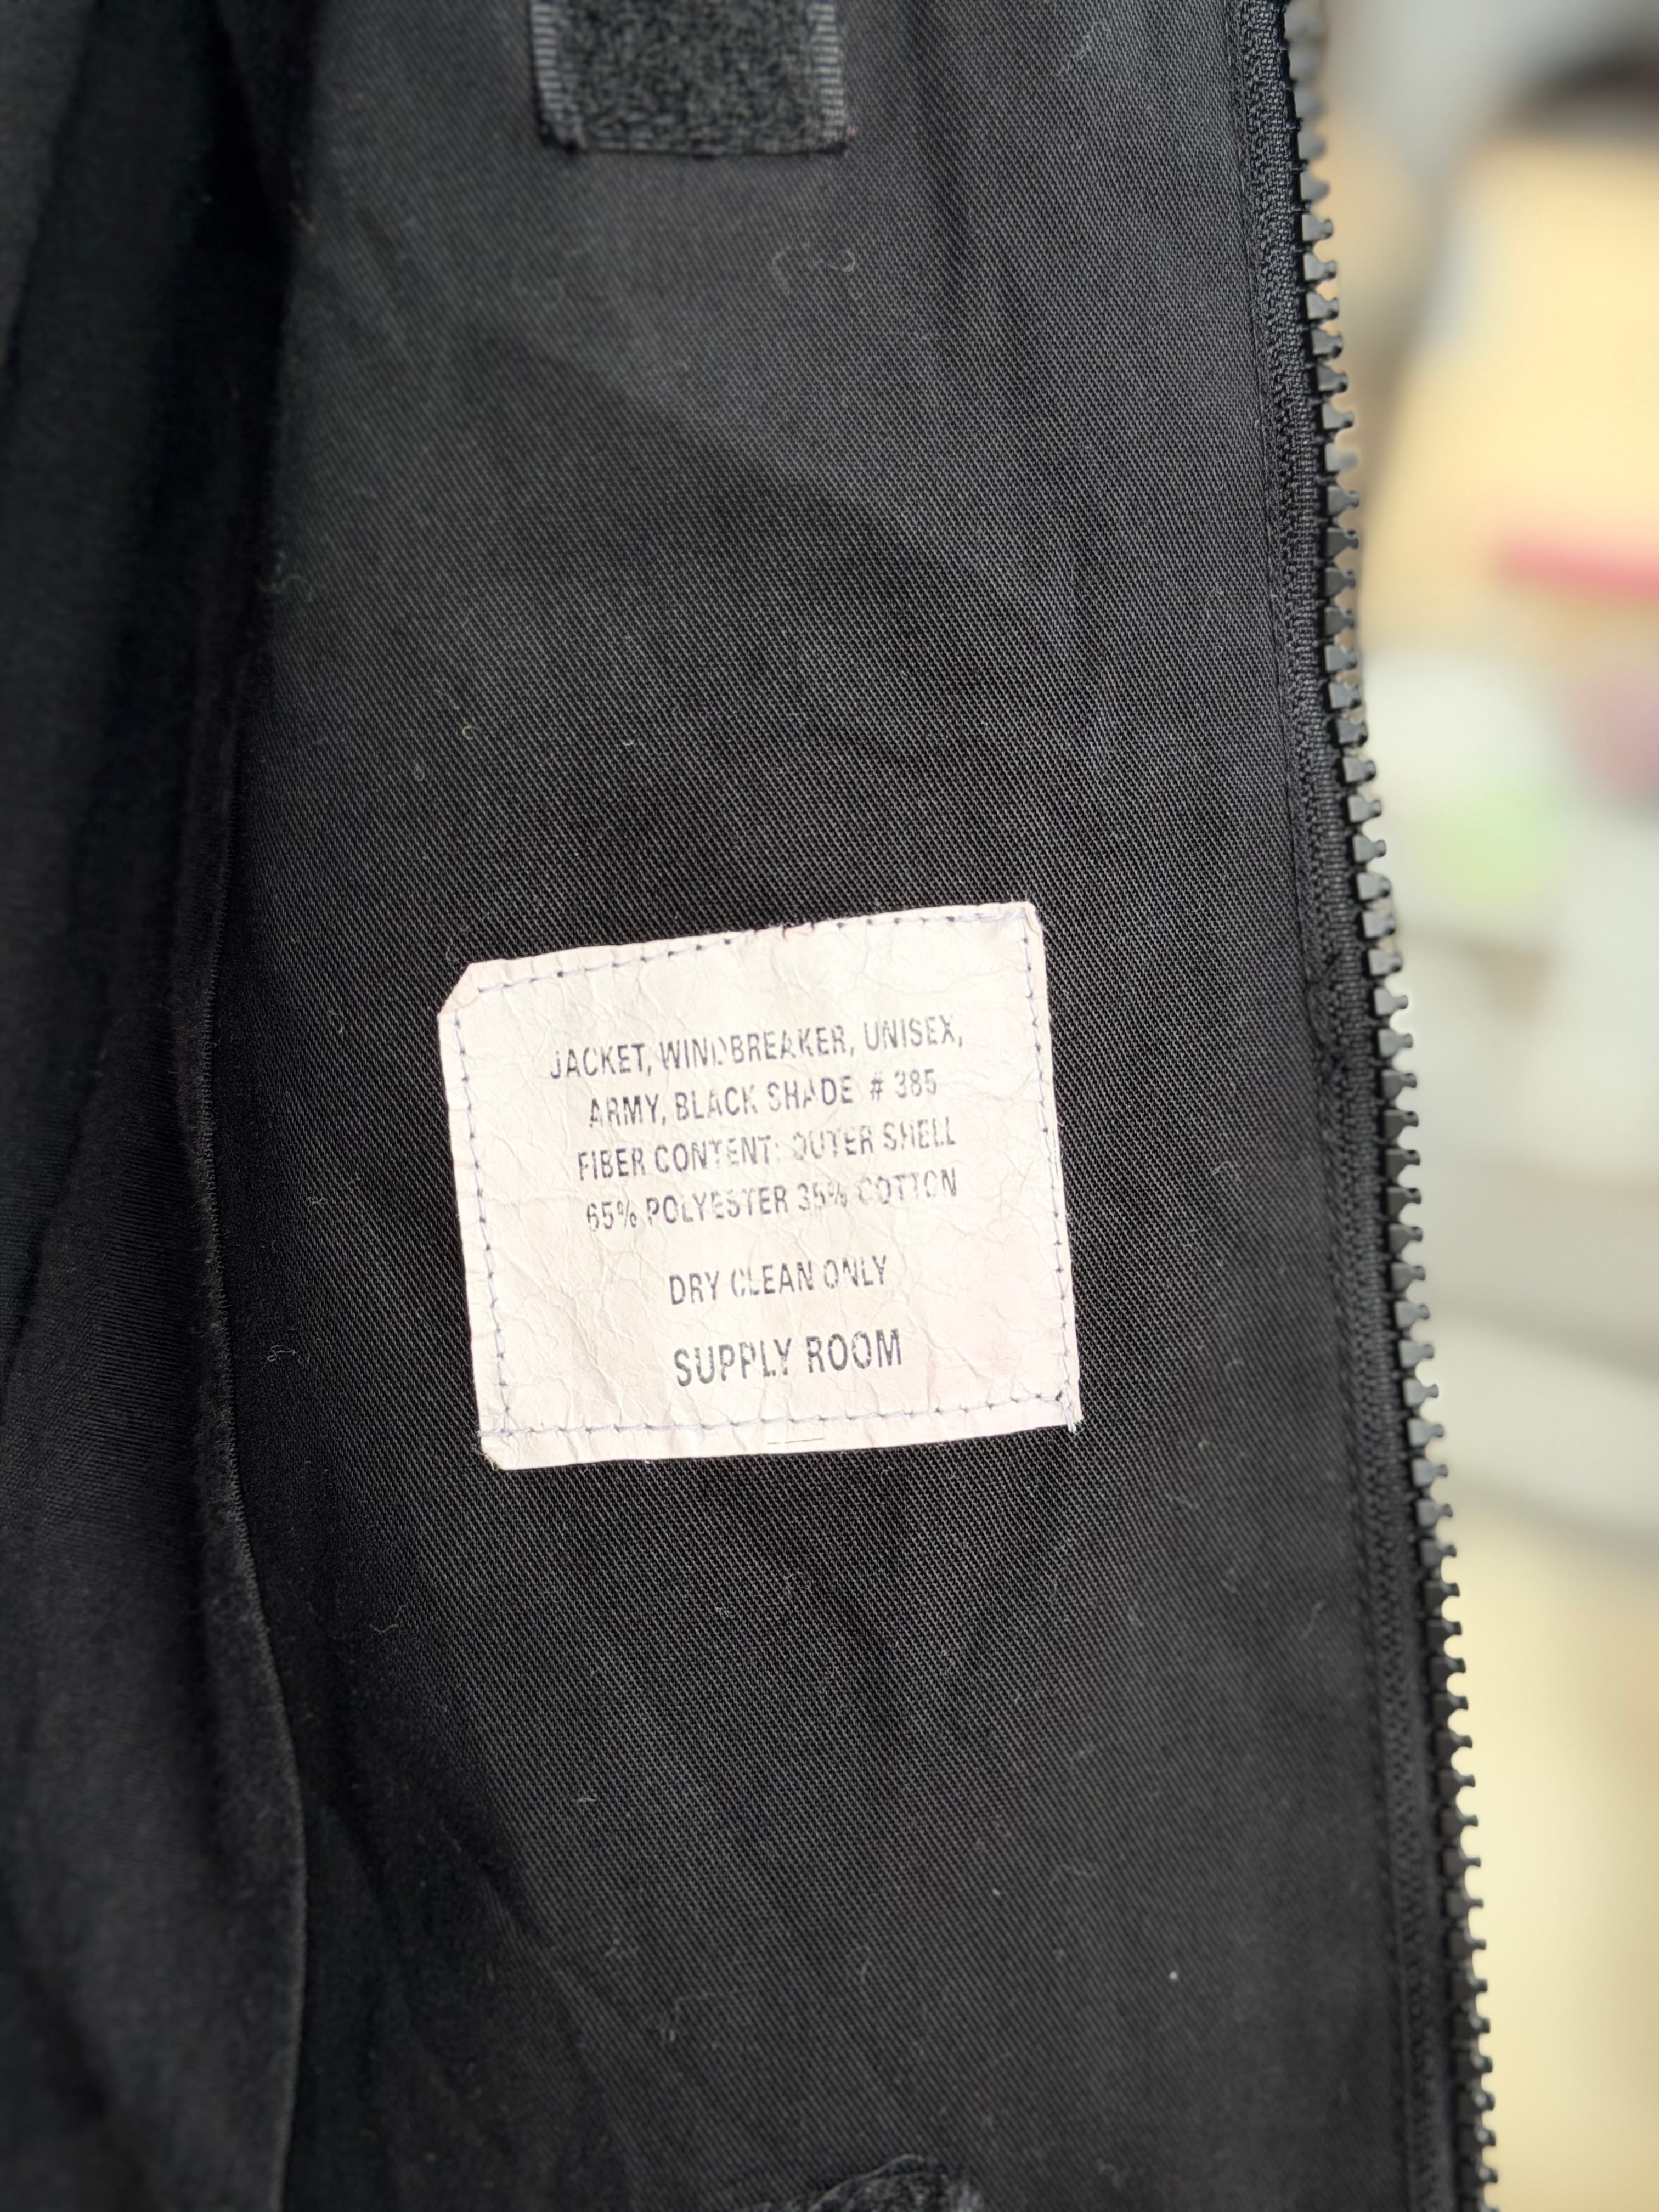 JACKET, WINDBREAKER, UNISEX,
ARMY, BLACK SHADE # 385
FIBER CONTENT: OUTER SHELL
65% POLYESTER 35% COTTON
DRY CLEAN ONLY
SUPPLY ROOM